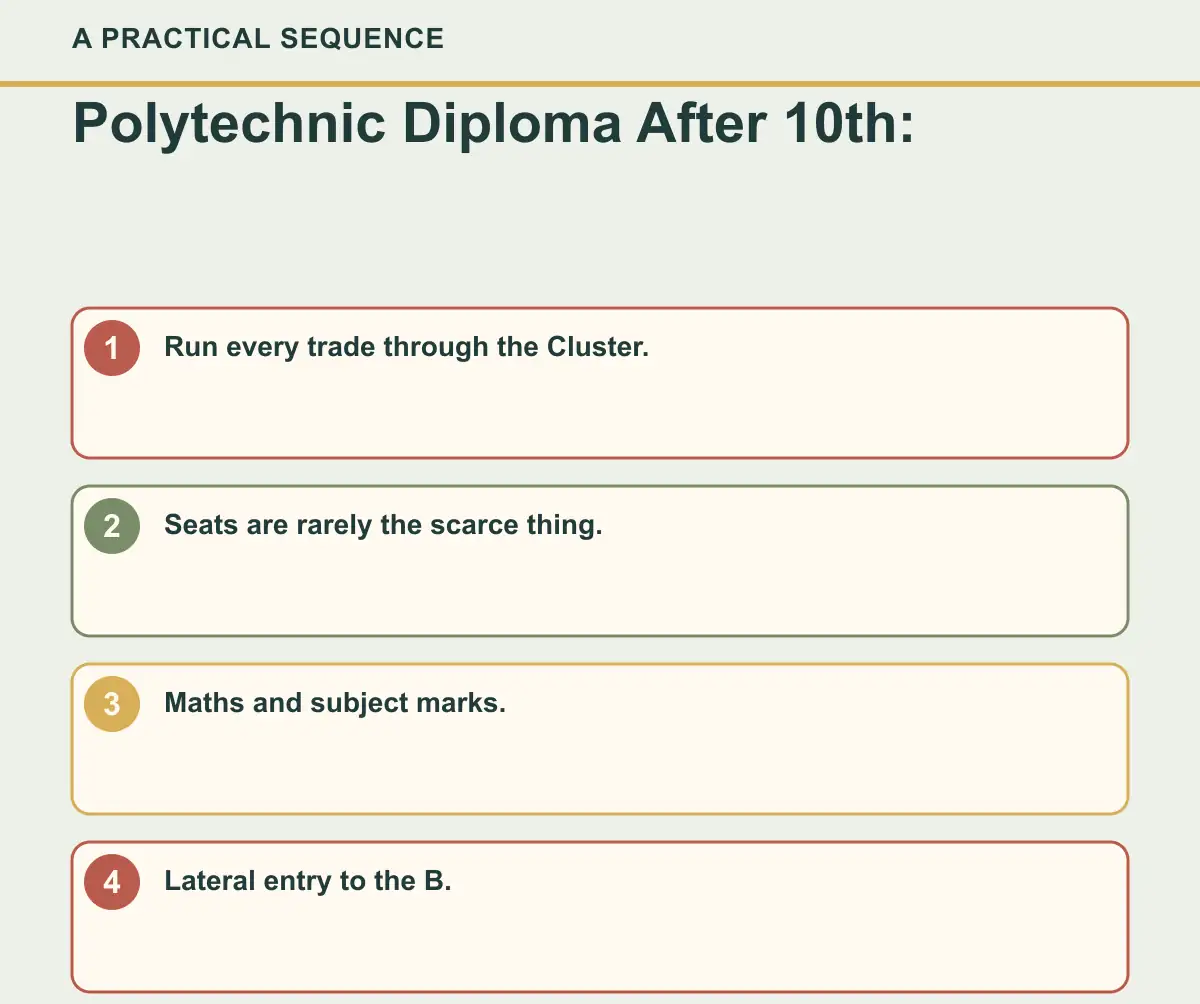 A PRACTICAL SEQUENCE
Polytechnic Diploma After 10th:
1 Run every trade through the Cluster.
2 Seats are rarely the scarce thing.
3 Maths and subject marks.
4 Lateral entry to the B.